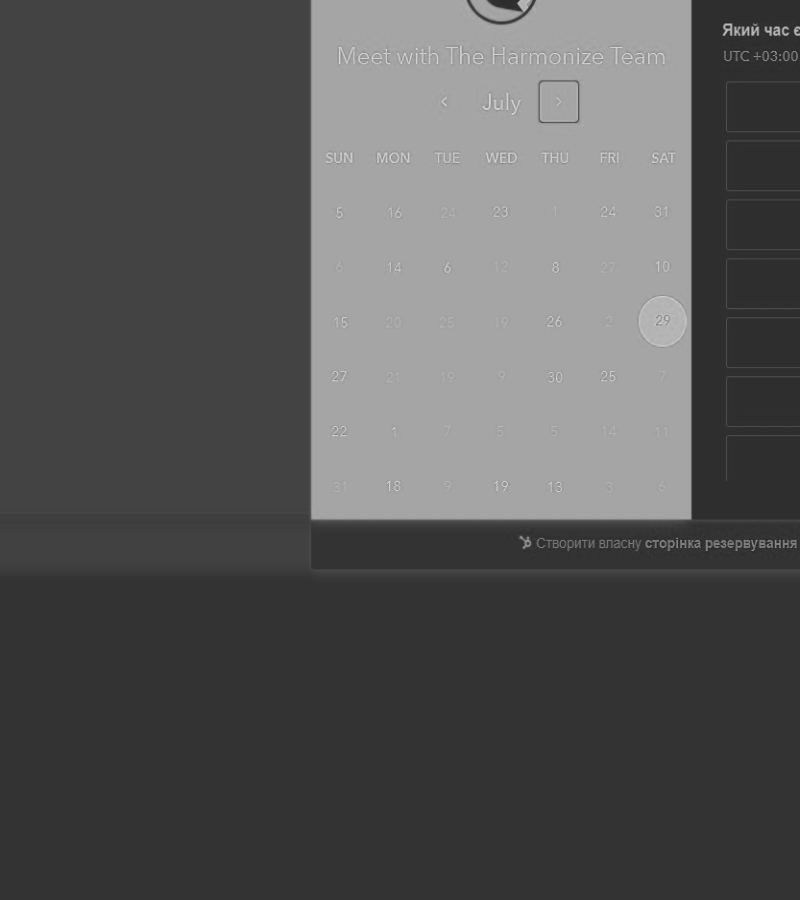 Який час є
UTC +03:00
Meet with The Harmonize Team
July
SUN MON TUE WED THU FRI SAT
5 16 24 23 1 24 31
6 14 6 12 8 27 10
15 20 25 19 26 2 29
27 21 19 9 30 25 7
22 1 7 5 5 14 11
31 18 9 19 13 3 6
Створити власну сторінка резервування